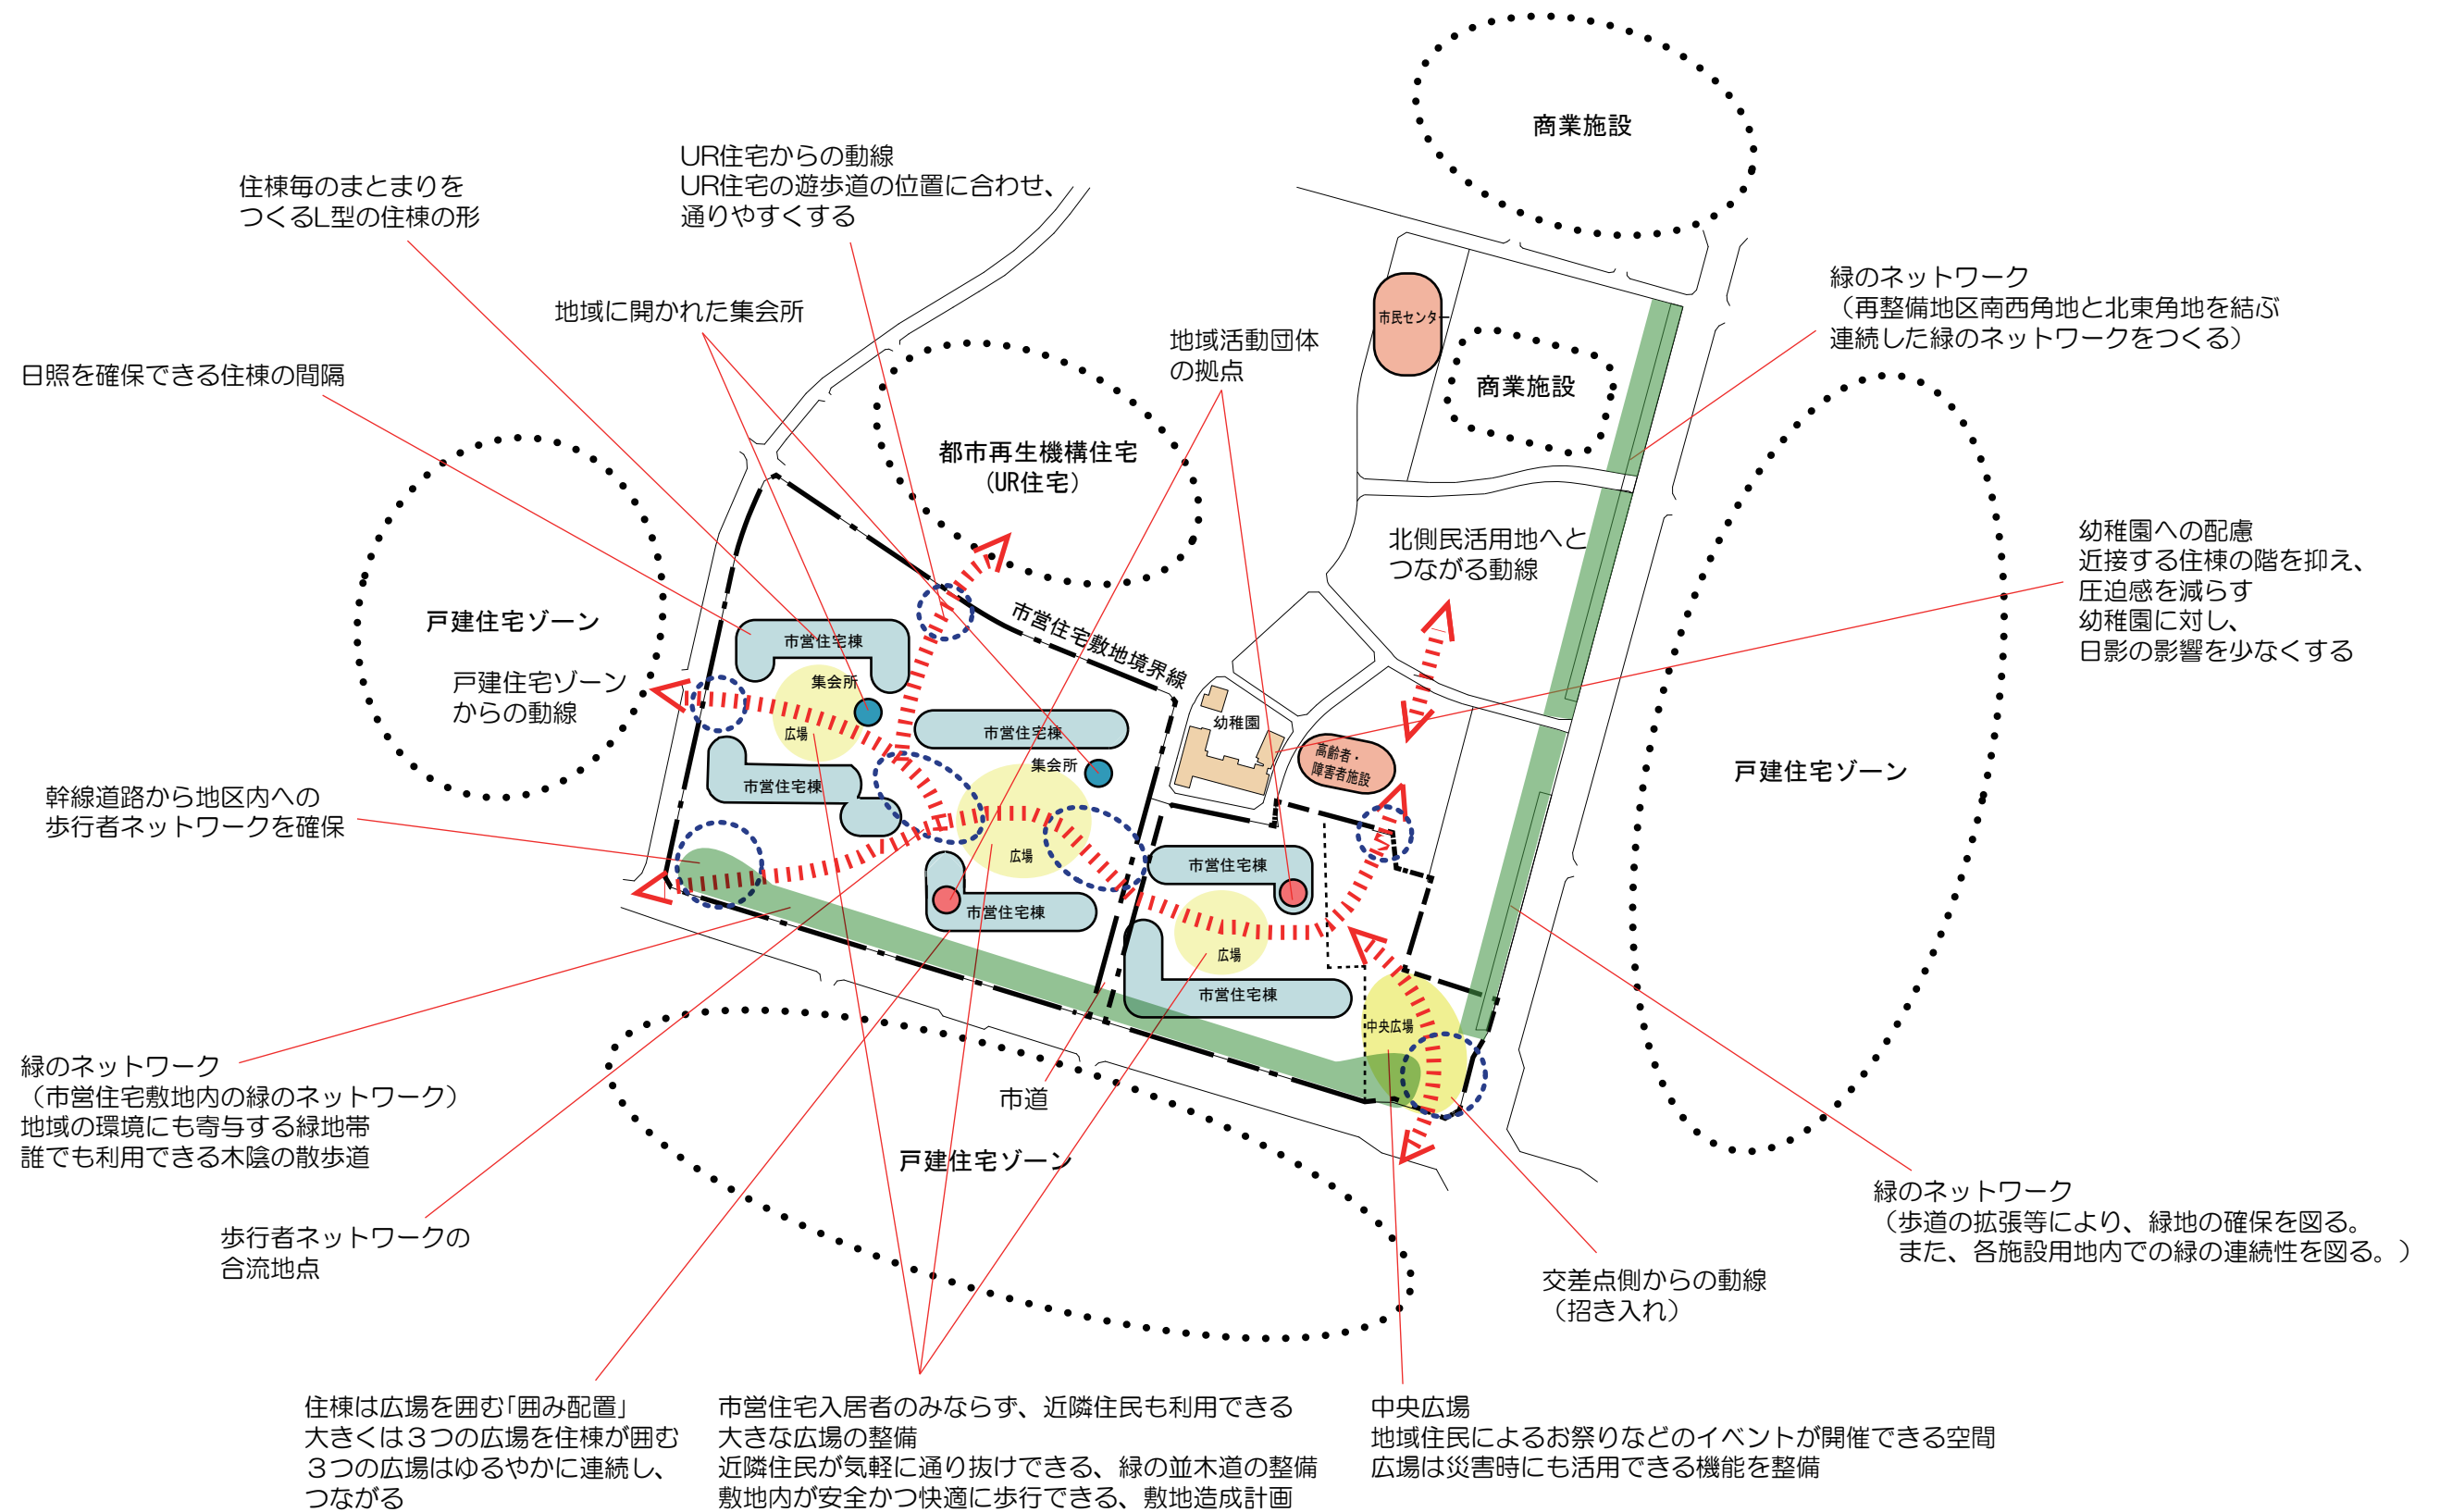 商業施設
UR住宅からの動線
UR住宅の遊歩道の位置に合わせ、
通りやすくする
住棟毎のまとまりを
つくるL型の住棟の形
緑のネットワーク
（再整備地区南西角地と北東角地を結ぶ
連続した緑のネットワークをつくる）
地域に開かれた集会所
市民センター
地域活動団体
の拠点
日照を確保できる住棟の間隔
商業施設
都市再生機構住宅
（UR住宅）
北側民活用地へと
つながる動線
幼稚園への配慮
近接する住棟の階を抑え、
圧迫感を減らす
幼稚園に対し、
日影の影響を少なくする
戸建住宅ゾーン
市営住宅敷地境界線
市営住宅棟
集会所
戸建住宅ゾーン
からの動線
広場
市営住宅棟
幼稚園
高齢者・
障害者施設
集会所
戸建住宅ゾーン
市営住宅棟
幹線道路から地区内への
歩行者ネットワークを確保
広場
市営住宅棟
市営住宅棟
広場
市営住宅棟
中央広場
緑のネットワーク
（市営住宅敷地内の緑のネットワーク）
地域の環境にも寄与する緑地帯
誰でも利用できる木陰の散歩道
市道
戸建住宅ゾーン
緑のネットワーク
（歩道の拡張等により、緑地の確保を図る。
また、各施設用地内での緑の連続性を図る。）
歩行者ネットワークの
合流地点
交差点側からの動線
（招き入れ）
住棟は広場を囲む「囲み配置」
大きくは３つの広場を住棟が囲む
３つの広場はゆるやかに連続し、
つながる
市営住宅入居者のみならず、近隣住民も利用できる
大きな広場の整備
近隣住民が気軽に通り抜けできる、緑の並木道の整備
敷地内が安全かつ快適に歩行できる、敷地造成計画
中央広場
地域住民によるお祭りなどのイベントが開催できる空間
広場は災害時にも活用できる機能を整備